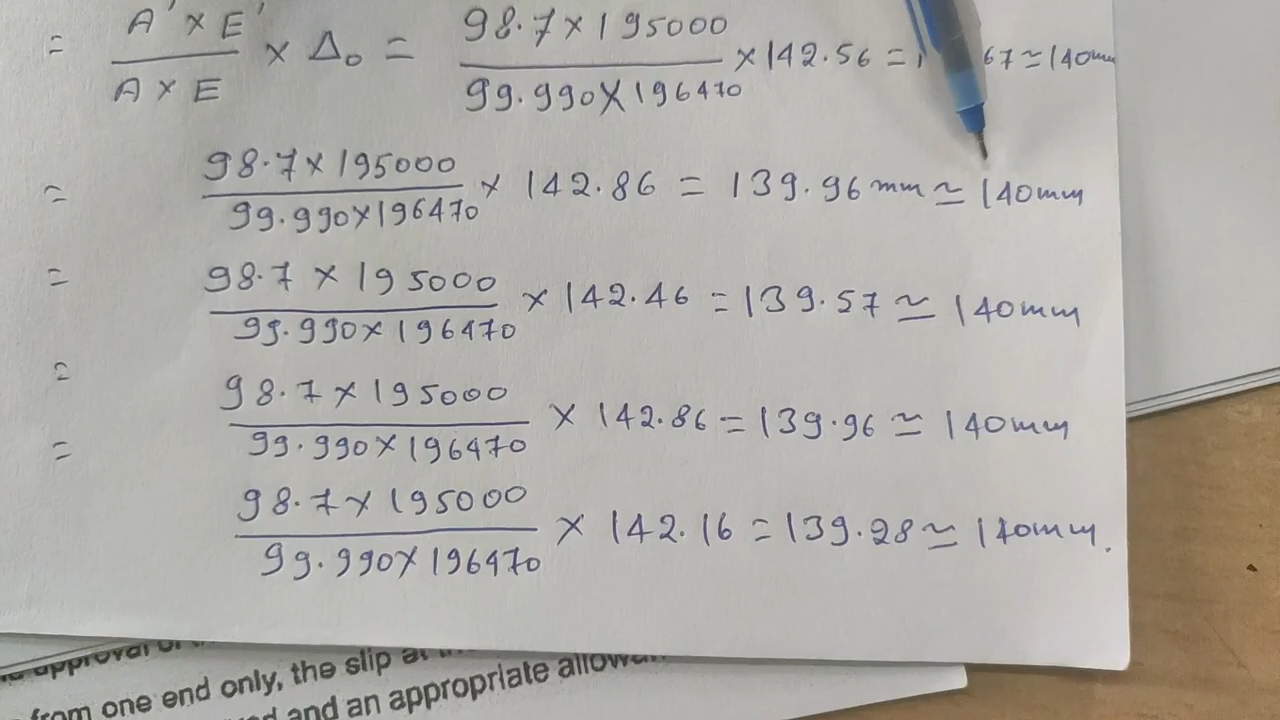 = A' × E' / A × E × Δ₀ = 98.7 × 195000 / 99.990 × 196470 × 142.56 = 67 ≃ 140mm
= 98.7 × 195000 / 99.990 × 196470 × 142.86 = 139.96 mm ≃ 140mm
= 98.7 × 195000 / 99.990 × 196470 × 142.46 = 139.57 ≃ 140mm
= 98.7 × 195000 / 99.990 × 196470 × 142.86 = 139.96 ≃ 140mm
= 98.7 × 195000 / 99.990 × 196470 × 142.16 = 139.28 ≃ 140mm.
approval
from one end only, the slip at
and an appropriate